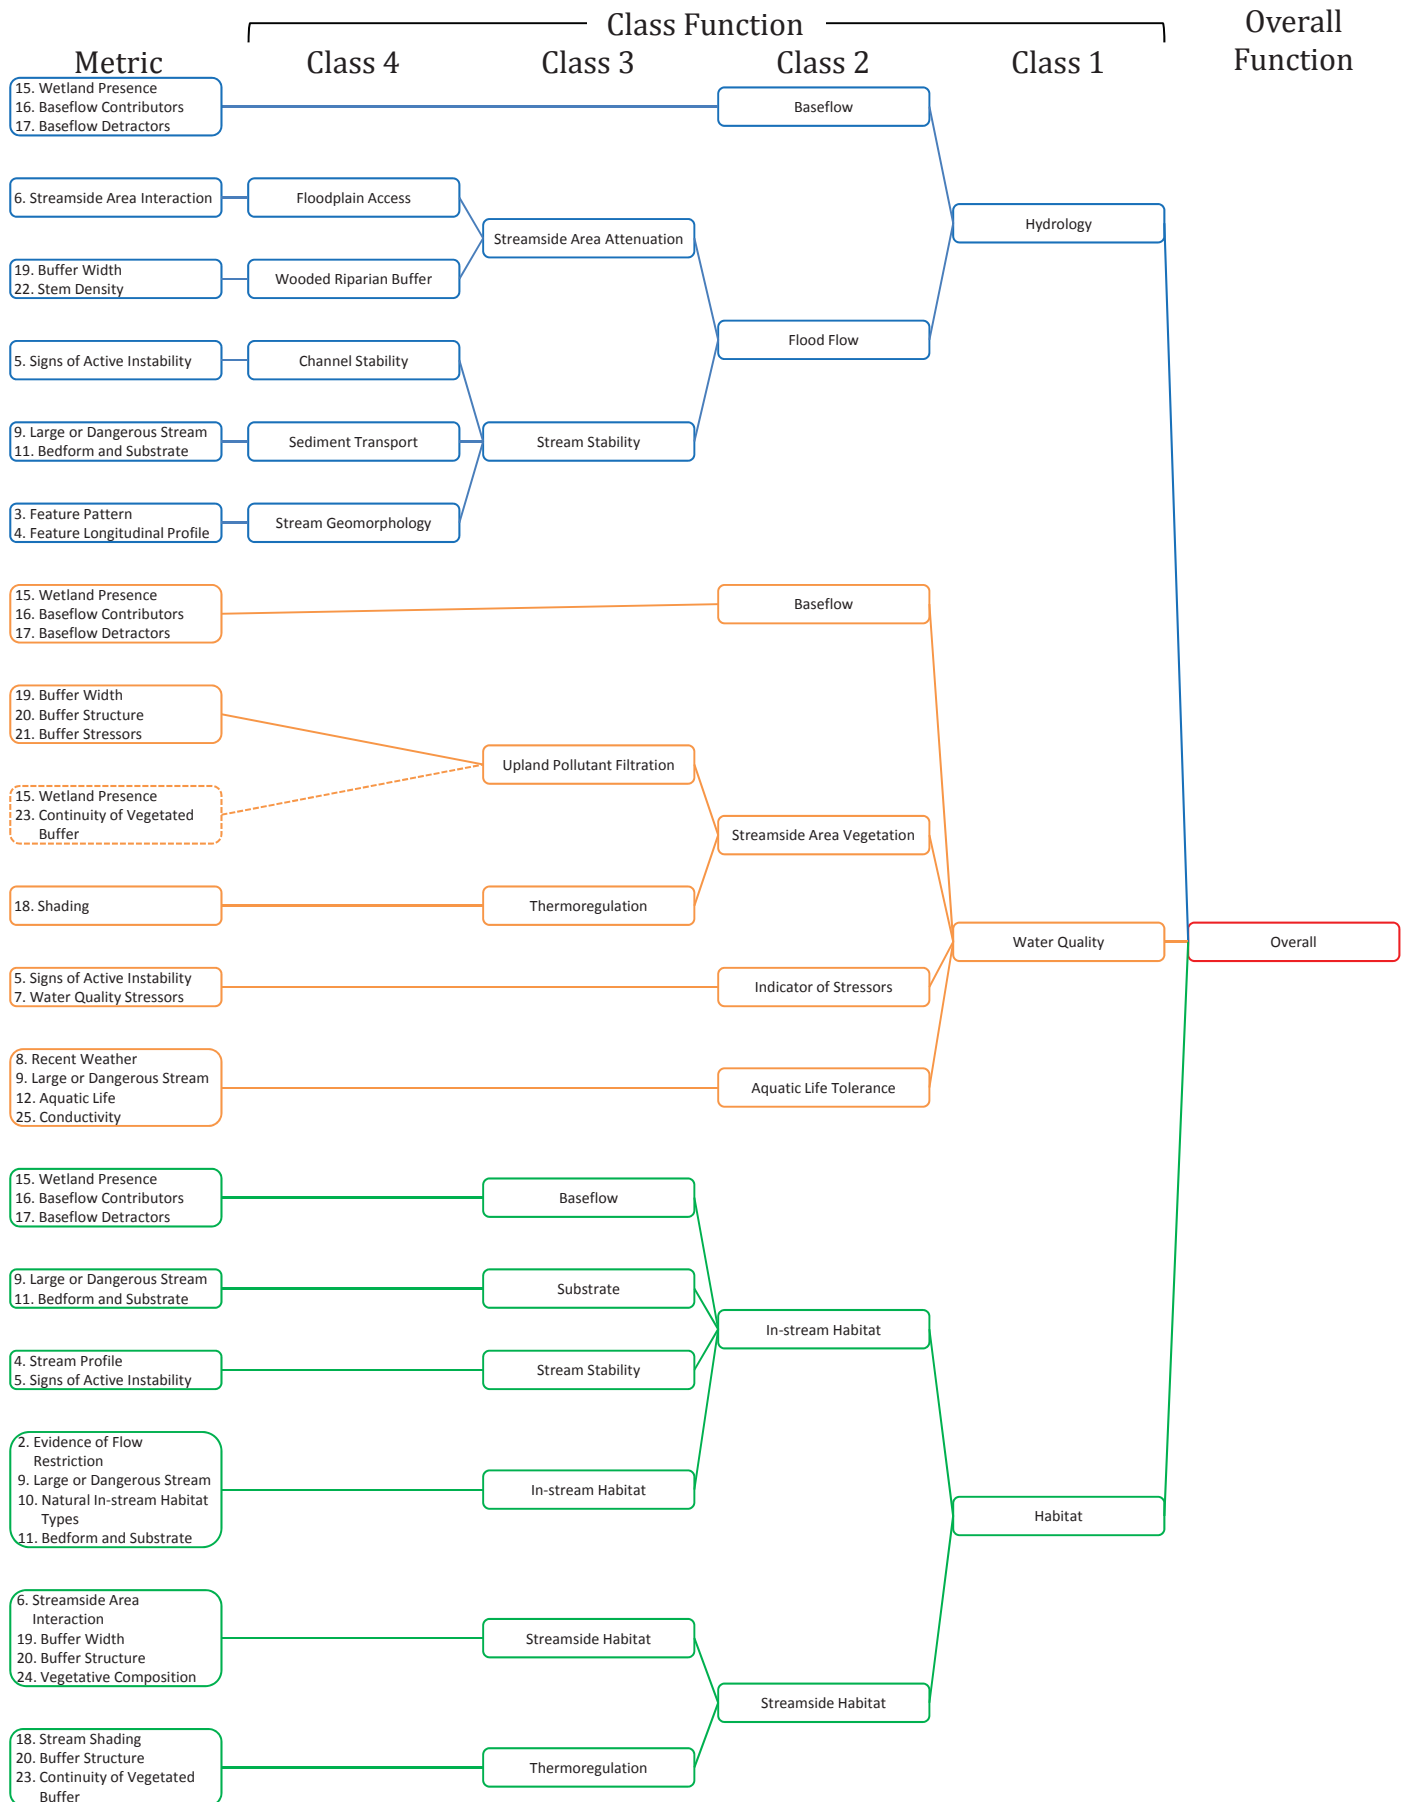 Class Function
Overall
Function
Metric
Class 4
Class 3
Class 2
Class 1
15. Wetland Presence
16. Baseflow Contributors
17. Baseflow Detractors
Baseflow
6. Streamside Area Interaction
Floodplain Access
Streamside Area Attenuation
Hydrology
19. Buffer Width
22. Stem Density
Wooded Riparian Buffer
Flood Flow
5. Signs of Active Instability
Channel Stability
9. Large or Dangerous Stream
11. Bedform and Substrate
Sediment Transport
Stream Stability
3. Feature Pattern
4. Feature Longitudinal Profile
Stream Geomorphology
15. Wetland Presence
16. Baseflow Contributors
17. Baseflow Detractors
Baseflow
19. Buffer Width
20. Buffer Structure
21. Buffer Stressors
Upland Pollutant Filtration
15. Wetland Presence
23. Continuity of Vegetated
Buffer
Streamside Area Vegetation
18. Shading
Thermoregulation
Water Quality
Overall
5. Signs of Active Instability
7. Water Quality Stressors
Indicator of Stressors
8. Recent Weather
9. Large or Dangerous Stream
12. Aquatic Life
25. Conductivity
Aquatic Life Tolerance
15. Wetland Presence
16. Baseflow Contributors
17. Baseflow Detractors
Baseflow
9. Large or Dangerous Stream
11. Bedform and Substrate
Substrate
In-stream Habitat
4. Stream Profile
5. Signs of Active Instability
Stream Stability
2. Evidence of Flow
Restriction
9. Large or Dangerous Stream
10. Natural In-stream Habitat
Types
11. Bedform and Substrate
In-stream Habitat
Habitat
6. Streamside Area
Interaction
19. Buffer Width
20. Buffer Structure
24. Vegetative Composition
Streamside Habitat
Streamside Habitat
18. Stream Shading
20. Buffer Structure
23. Continuity of Vegetated
Buffer
Thermoregulation